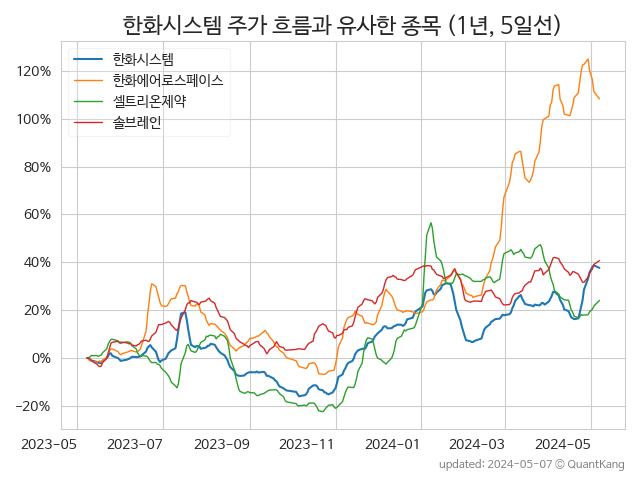 한화시스템 주가 흐름과 유사한 종목 (1년, 5일선)
한화시스템
한화에어로스페이스
셀트리온제약
솔브레인
120%
100%
80%
60%
40%
20%
0%
−20%
2023−05
2023−07
2023−09
2023−11
2024−01
2024−03
2024−05
updated: 2024-05-07 © QuantKang